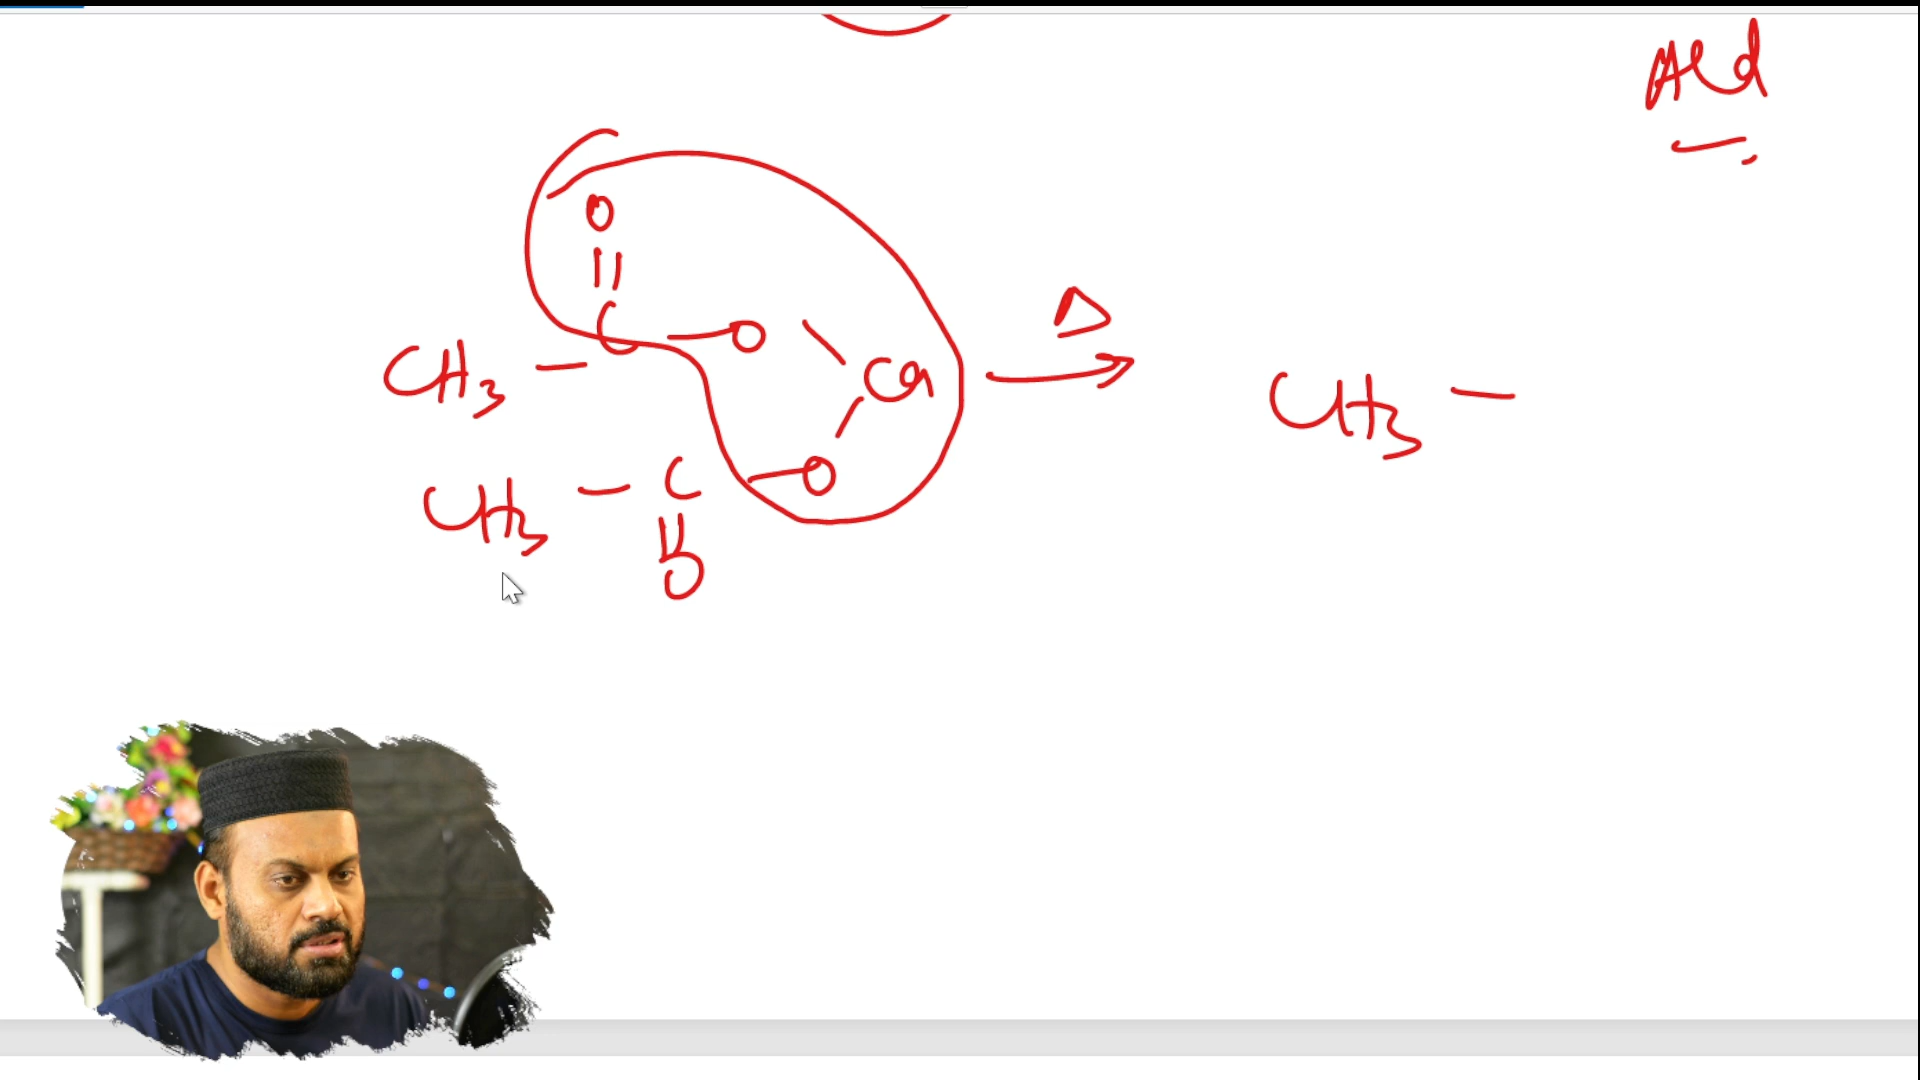 Ald
O
||
CH3 – C – O \ Ca Δ → CH3 –
CH3 – C – O /
||
O